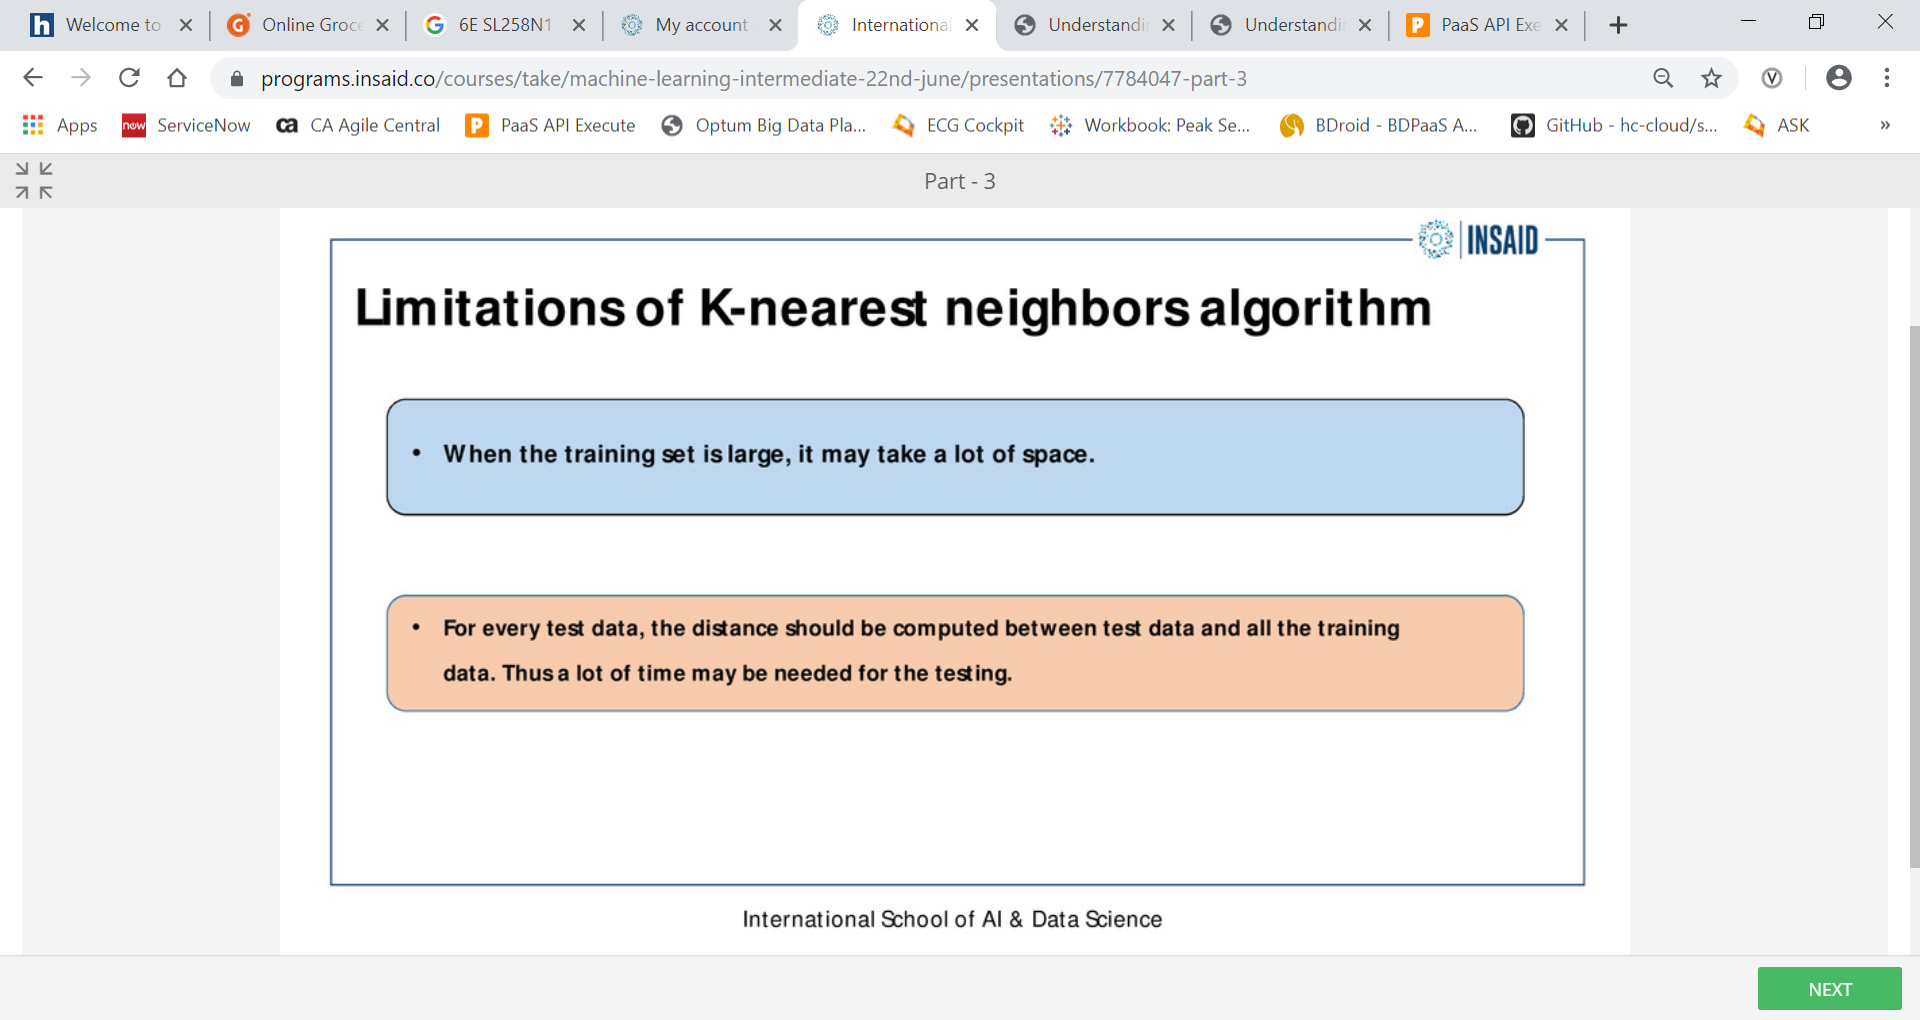 Welcome to
Online Groce
6E SL258N1
My account
International
Understandin
Understandin
PaaS API Exe
programs.insaid.co/courses/take/machine-learning-intermediate-22nd-june/presentations/7784047-part-3
Apps
now ServiceNow
ca CA Agile Central
PaaS API Execute
Optum Big Data Pla...
ECG Cockpit
Workbook: Peak Se...
BDroid - BDPaaS A...
GitHub - hc-cloud/s...
ASK
Part - 3
INSAID
Limitations of K-nearest neighbors algorithm
• When the training set is large, it may take a lot of space.
• For every test data, the distance should be computed between test data and all the training
data. Thus a lot of time may be needed for the testing.
International School of AI & Data Science
NEXT